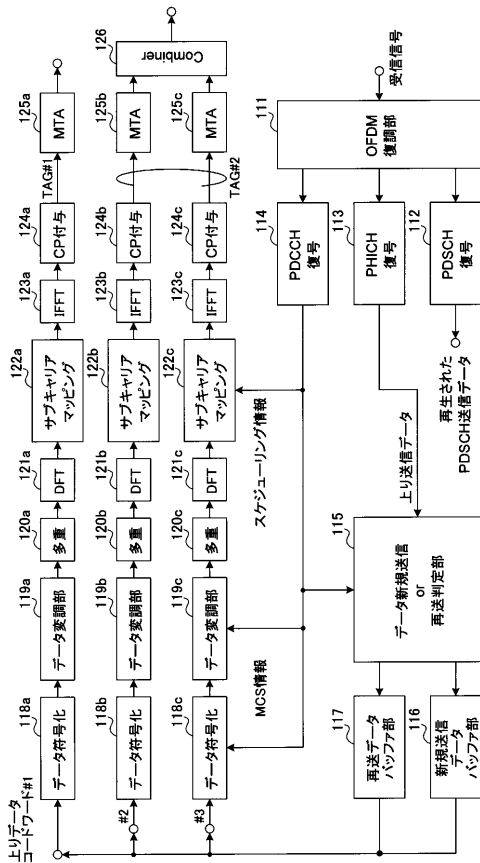 上りデータ
コードワード#1
118a
データ符号化
119a
データ変調部
120a
多重
121a
DFT
122a
サブキャリア
マッピング
123a
IFFT
124a
CP付与
TAG#1
125a
MTA
#2
118b
データ符号化
119b
データ変調部
120b
多重
121b
DFT
122b
サブキャリア
マッピング
123b
IFFT
124b
CP付与
125b
MTA
126
Combiner
#3
118c
データ符号化
119c
データ変調部
120c
多重
121c
DFT
122c
サブキャリア
マッピング
123c
IFFT
124c
CP付与
TAG#2
125c
MTA
MCS情報
スケジューリング情報
117
再送データ
バッファ部
116
新規送信
データ
バッファ部
115
データ新規送信
or
再送判定部
上り送信データ
114
PDCCH
復号
113
PHICH
復号
112
PDSCH
復号
再生された
PDSCH送信データ
111
OFDM
復調部
受信信号